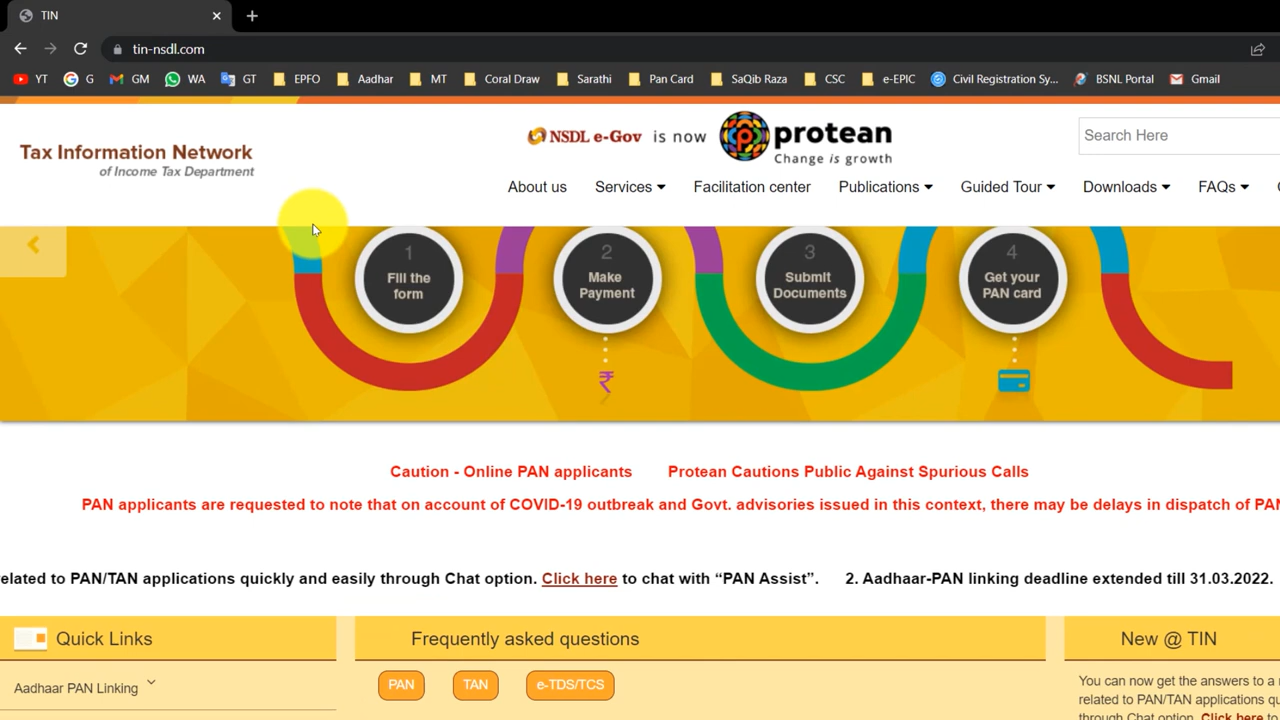 TIN
tin-nsdl.com
YT G GM WA GT EPFO Aadhar MT Coral Draw Sarathi Pan Card SaQib Raza CSC e-EPIC Civil Registration Sy... BSNL Portal Gmail
Tax Information Network
of Income Tax Department
NSDL e-Gov is now protean
Change is growth
Search Here
About us Services Facilitation center Publications Guided Tour Downloads FAQs
1
Fill the
form
2
Make
Payment
3
Submit
Documents
4
Get your
PAN card
₹
Caution - Online PAN applicants Protean Cautions Public Against Spurious Calls
PAN applicants are requested to note that on account of COVID-19 outbreak and Govt. advisories issued in this context, there may be delays in dispatch of PAN
related to PAN/TAN applications quickly and easily through Chat option. Click here to chat with “PAN Assist”. 2. Aadhaar-PAN linking deadline extended till 31.03.2022.
Quick Links
Aadhaar PAN Linking
Frequently asked questions
PAN TAN e-TDS/TCS
New @ TIN
You can now get the answers to a
related to PAN/TAN applications
through Chat option. Click here to